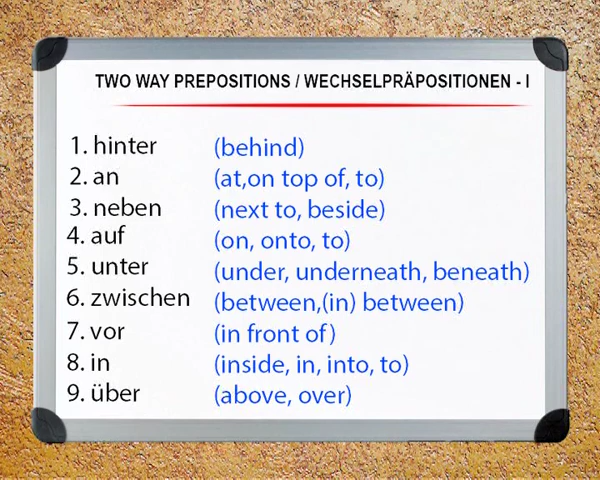 TWO WAY PREPOSITIONS / WECHSELPRÄPOSITIONEN - I
1. hinter (behind)
2. an (at,on top of, to)
3. neben (next to, beside)
4. auf (on, onto, to)
5. unter (under, underneath, beneath)
6. zwischen (between,(in) between)
7. vor (in front of)
8. in (inside, in, into, to)
9. über (above, over)